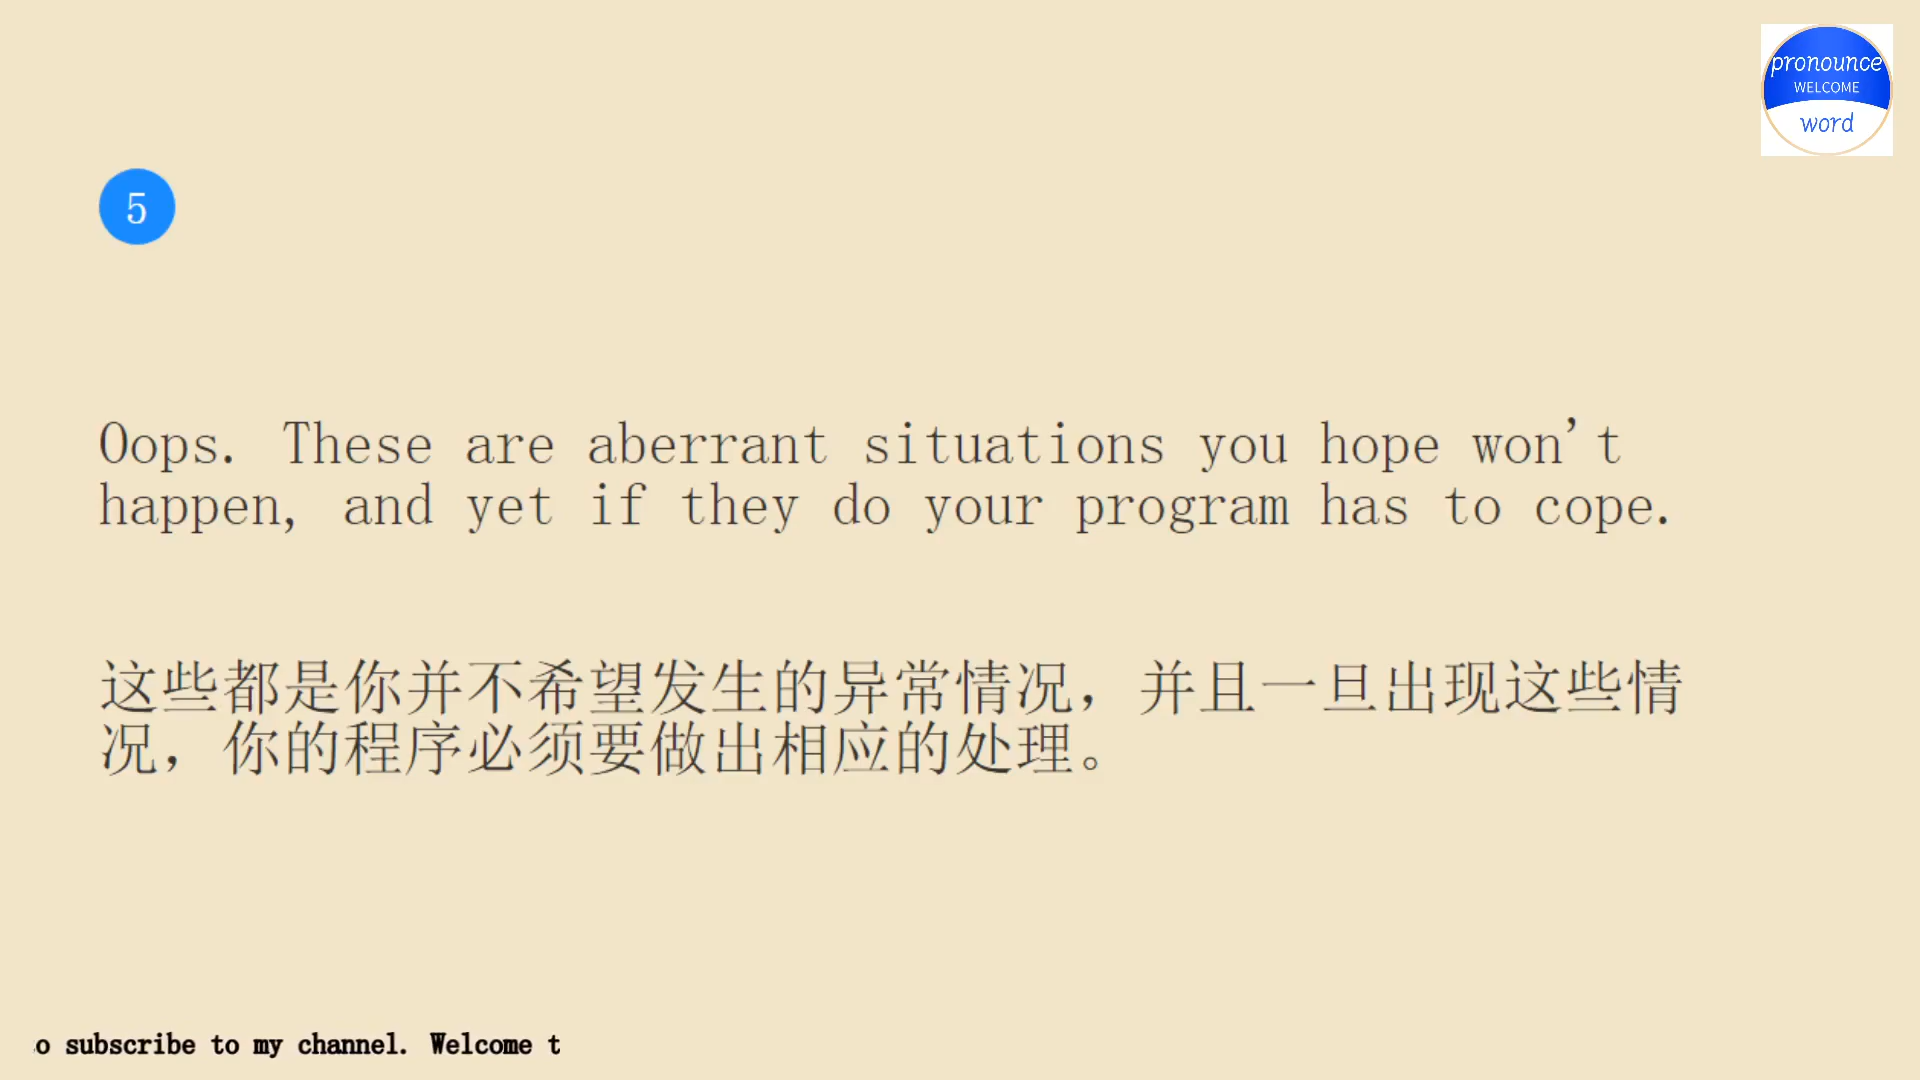 pronounce
WELCOME
word
5
Oops. These are aberrant situations you hope won't
happen, and yet if they do your program has to cope.
这些都是你并不希望发生的异常情况，并且一旦出现这些情
况，你的程序必须要做出相应的处理。
o subscribe to my channel. Welcome t